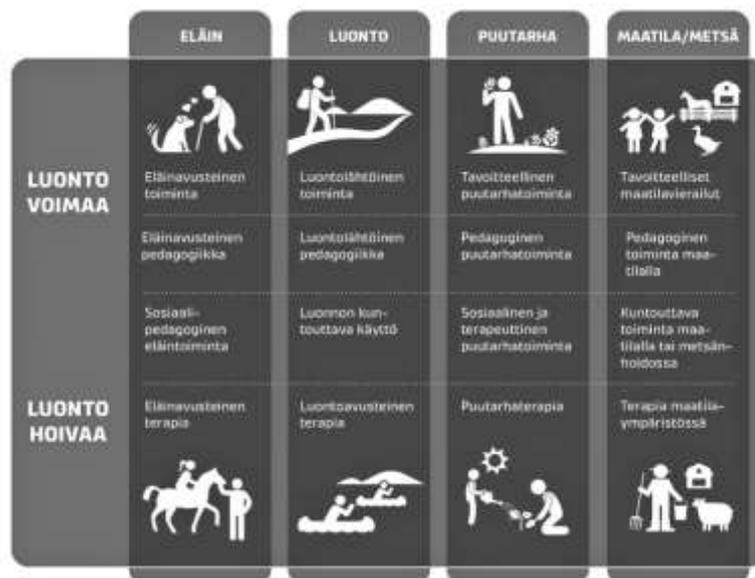 ELÄIN
LUONTO
PUUTARHA
MAATILA/METSÄ
LUONTO
VOIMAA
Eläinavusteinen
toiminta
Luontolähtöinen
toiminta
Tavoitteellinen
puutarhatoiminta
Tavoitteelliset
maatilavierailut
Eläinavusteinen
pedagogiikka
Luontolähtöinen
pedagogiikka
Pedagoginen
puutarhatoiminta
Pedagoginen
toiminta maa-
tilalla
Sosiaali-
pedagoginen
eläintoiminta
Luonnon kun-
touttava käyttö
Sosiaalinen ja
terapeuttinen
puutarhatoiminta
Kuntouttava
toiminta maa-
tilalla tai metsän-
hoidossa
LUONTO
HOIVAA
Eläinavusteinen
terapia
Luontoavusteinen
terapia
Puutarhaterapia
Terapia maatila-
ympäristössä